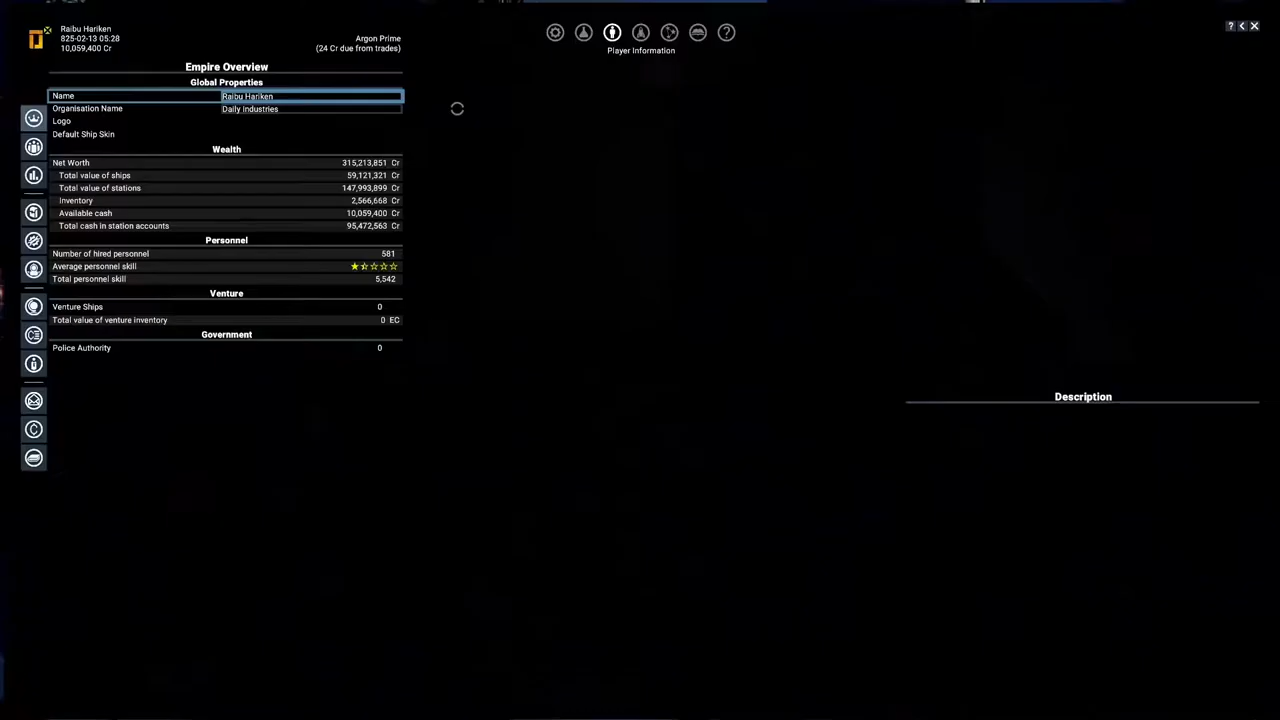 Raibu Hariken
825-02-13 05:28
10,059,400 Cr
Argon Prime
(24 Cr due from trades)
Player Information
Empire Overview
Global Properties
Name Raibu Hariken
Organisation Name Daily Industries
Logo
Default Ship Skin
Wealth
Net Worth 315,213,851 Cr
Total value of ships 59,121,321 Cr
Total value of stations 147,993,899 Cr
Inventory 2,566,668 Cr
Available cash 10,059,400 Cr
Total cash in station accounts 95,472,563 Cr
Personnel
Number of hired personnel 581
Average personnel skill
Total personnel skill 5,542
Venture
Venture Ships 0
Total value of venture inventory 0 EC
Government
Police Authority 0
Description